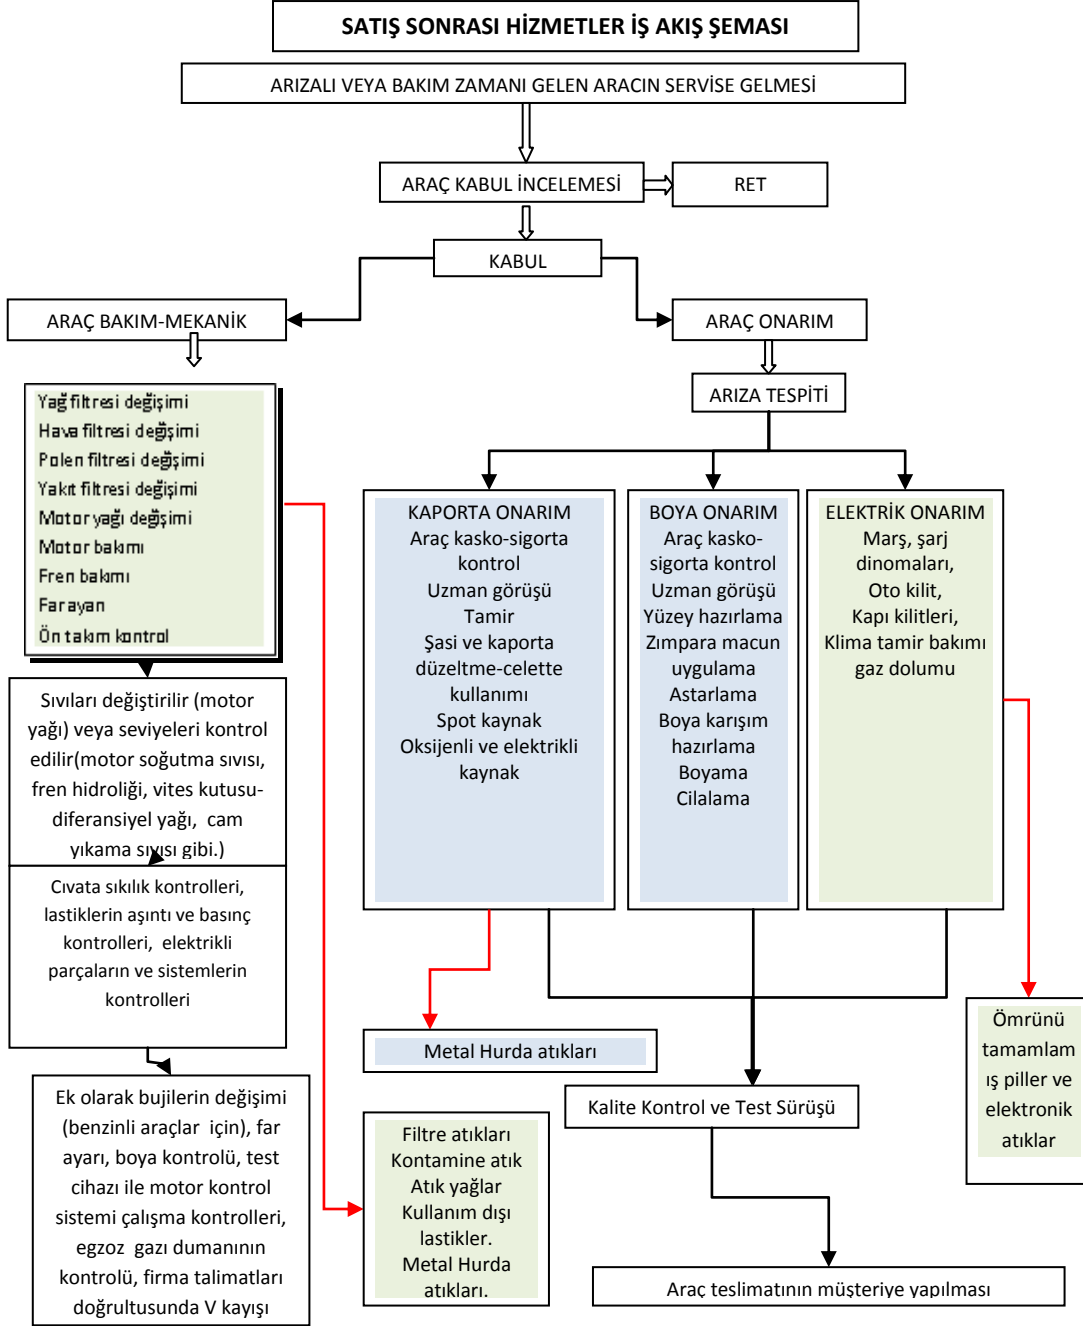 SATIŞ SONRASI HİZMETLER İŞ AKIŞ ŞEMASI
ARIZALI VEYA BAKIM ZAMANI GELEN ARACIN SERVİSE GELMESİ
ARAÇ KABUL İNCELEMESİ
RET
KABUL
ARAÇ BAKIM-MEKANİK
ARAÇ ONARIM
ARIZA TESPİTİ
Yağ filtresi değişimi
Hava filtresi değişimi
Polen filtresi değişimi
Yakıt filtresi değişimi
Motor yağı değişimi
Motor bakımı
Fren bakımı
Far ayarı
Ön takım kontrol
Sıvıları değiştirilir (motor
yağı) veya seviyeleri kontrol
edilir(motor soğutma sıvısı,
fren hidroliği, vites kutusu-
diferansiyel yağı, cam
yıkama sıvısı gibi.)
Cıvata sıkılık kontrolleri,
lastiklerin aşıntı ve basınç
kontrolleri, elektrikli
parçaların ve sistemlerin
kontrolleri
Ek olarak bujilerin değişimi
(benzinli araçlar için), far
ayarı, boya kontrolü, test
cihazı ile motor kontrol
sistemi çalışma kontrolleri,
egzoz gazı dumanının
kontrolü, firma talimatları
doğrultusunda V kayışı
KAPORTA ONARIM
Araç kasko-sigorta
kontrol
Uzman görüşü
Tamir
Şasi ve kaporta
düzeltme-celette
kullanımı
Spot kaynak
Oksijenli ve elektrikli
kaynak
BOYA ONARIM
Araç kasko-
sigorta kontrol
Uzman görüşü
Yüzey hazırlama
Zımpara macun
uygulama
Astarlama
Boya karışım
hazırlama
Boyama
Cilalama
ELEKTRİK ONARIM
Marş, şarj
dinomaları,
Oto kilit,
Kapı kilitleri,
Klima tamir bakımı
gaz dolumu
Metal Hurda atıkları
Filtre atıkları
Kontamine atık
Atık yağlar
Kullanım dışı
lastikler.
Metal Hurda
atıkları.
Kalite Kontrol ve Test Sürüşü
Araç teslimatının müşteriye yapılması
Ömrünü
tamamlam
ış piller ve
elektronik
atıklar